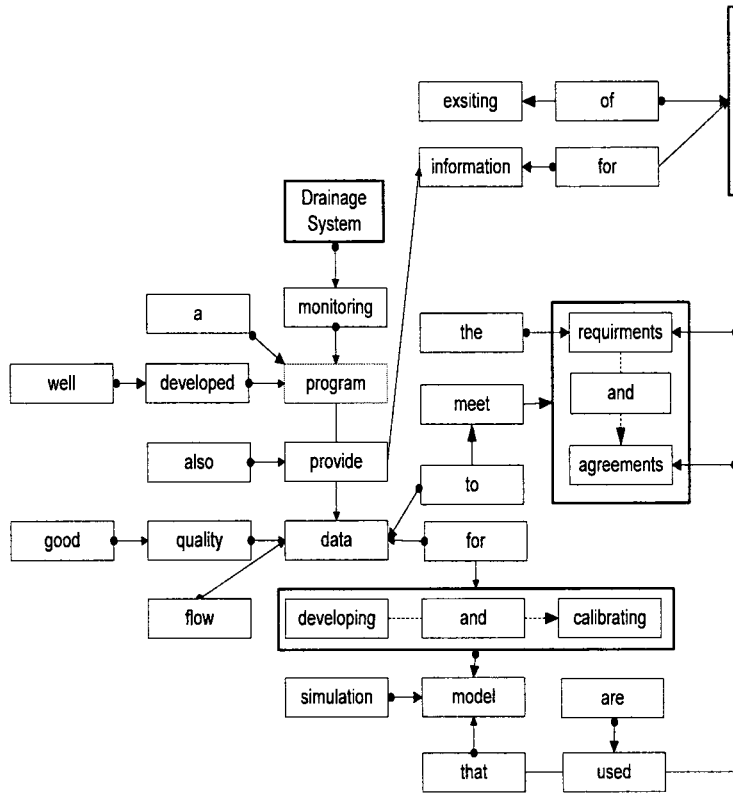 exsiting
of
information
for
Drainage
System
monitoring
a
the
requirments
well
developed
program
and
meet
also
provide
agreements
to
good
quality
data
for
flow
developing
and
calibrating
simulation
model
are
that
used